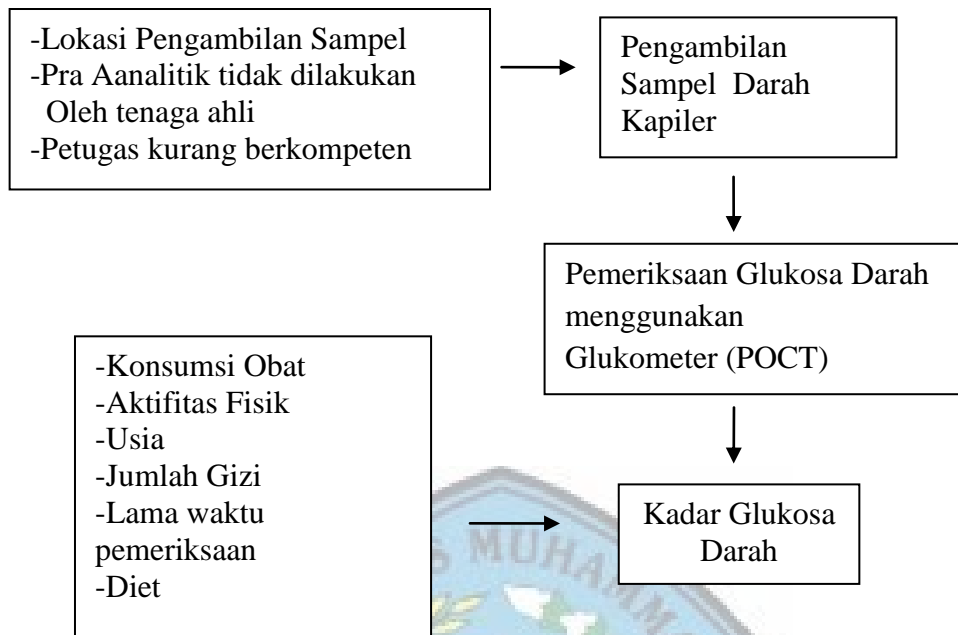 -Lokasi Pengambilan Sampel
-Pra Aanalitik tidak dilakukan
Oleh tenaga ahli
-Petugas kurang berkompeten
Pengambilan
Sampel Darah
Kapiler
Pemeriksaan Glukosa Darah
menggunakan
Glukometer (POCT)
-Konsumsi Obat
-Aktifitas Fisik
-Usia
-Jumlah Gizi
-Lama waktu
pemeriksaan
-Diet
Kadar Glukosa
Darah
S MUHAMM